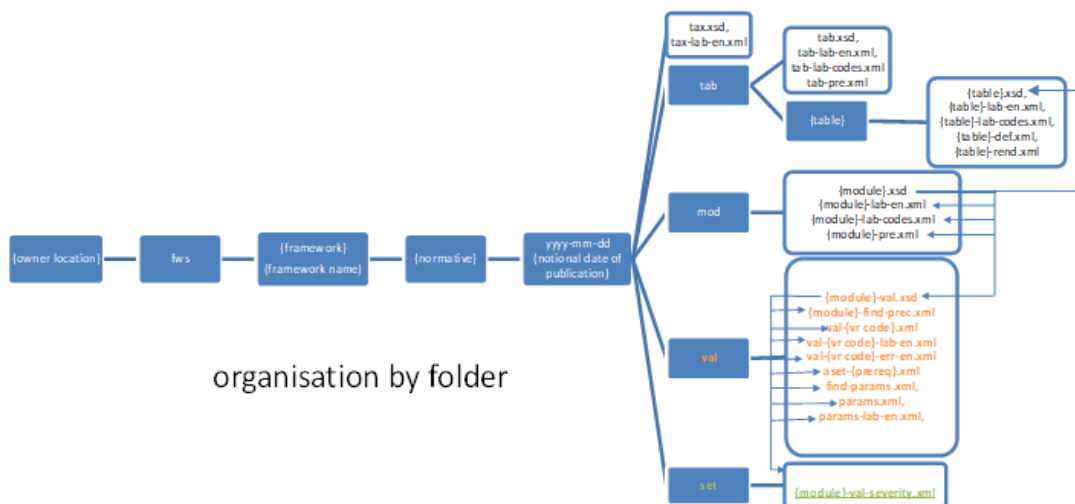 tax.xsd,
tax-lab-en.xml
tab
tab.xsd,
tab-lab-en.xml,
tab-lab-codes.xml
tab-pre.xml
{table}
{table}.xsd,
{table}-lab-en.xml,
{table}-lab-codes.xml,
{table}-def.xml,
{table}-rend.xml
mod
{module}.xsd
{module}-lab-en.xml
{module}-lab-codes.xml
{module}-pre.xml
{owner location}
fws
{framework}
(framework name)
{normative}
yyyy-mm-dd
(notional date of
publication)
val
{module}-val.xsd
{module}-find-prec.xml
val-{vr code}.xml
val-{vr code}-lab-en.xml
val-{vr code}-err-en.xml
aset-{prereq}.xml
find-params.xml,
params.xml,
params-lab-en.xml,
organisation by folder
set
{module}-val-severity.xml